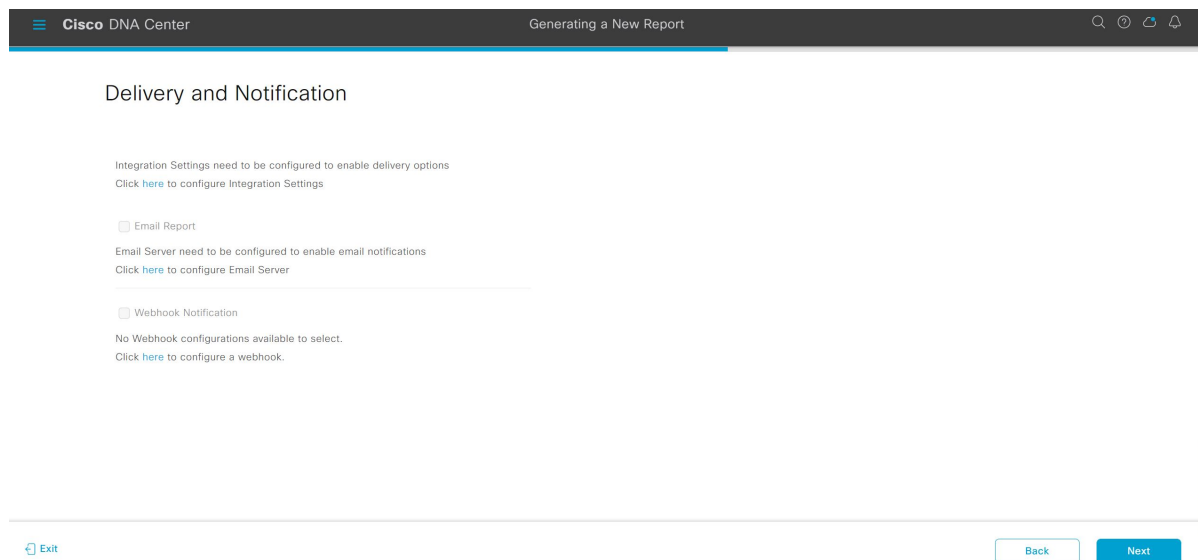 Cisco DNA Center
Generating a New Report
Delivery and Notification
Integration Settings need to be configured to enable delivery options
Click here to configure Integration Settings
Email Report
Email Server need to be configured to enable email notifications
Click here to configure Email Server
Webhook Notification
No Webhook configurations available to select.
Click here to configure a webhook.
Exit
Back
Next